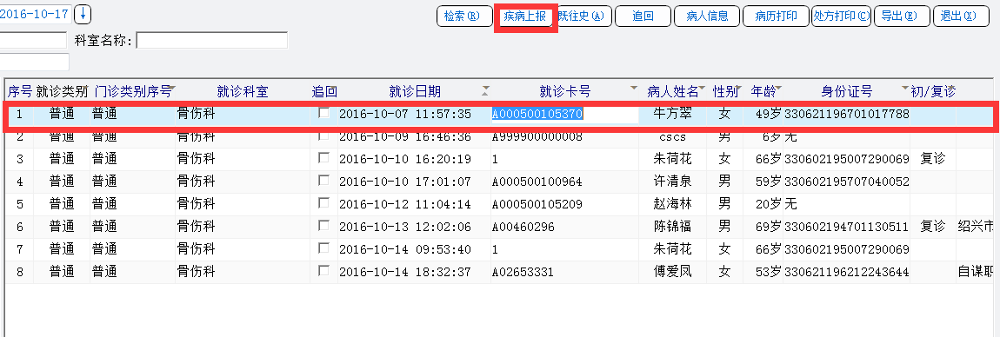 2016-10-17 检索(R) 疾病上报 既往史(A) 追回 病人信息 病历打印 处方打印(C) 导出(E) 退出(X)
科室名称:
序号 就诊类别 门诊类别序号 就诊科室 追回 就诊日期 就诊卡号 病人姓名 性别 年龄 身份证号 初/复诊
1 普通 普通 骨伤科 2016-10-07 11:57:35 A000500105370 牛方翠 女 49岁 330621196701017788
2 普通 普通 骨伤科 2016-10-09 16:46:36 A999900000008 cscs 男 6岁 无
3 普通 普通 骨伤科 2016-10-10 16:20:19 1 朱荷花 女 66岁 330602195007290069 复诊
4 普通 普通 骨伤科 2016-10-10 17:01:07 A000500100964 许清泉 男 59岁 330602195707040052
5 普通 普通 骨伤科 2016-10-12 11:04:14 A000500105209 赵海林 男 20岁 无
6 普通 普通 骨伤科 2016-10-13 12:02:06 A00460296 陈锦福 男 69岁 330602194701130511 复诊 绍兴市
7 普通 普通 骨伤科 2016-10-14 09:53:40 1 朱荷花 女 66岁 330602195007290069
8 普通 普通 骨伤科 2016-10-14 18:32:37 A02653331 傅爱凤 女 53岁 330621196212243644 自谋职